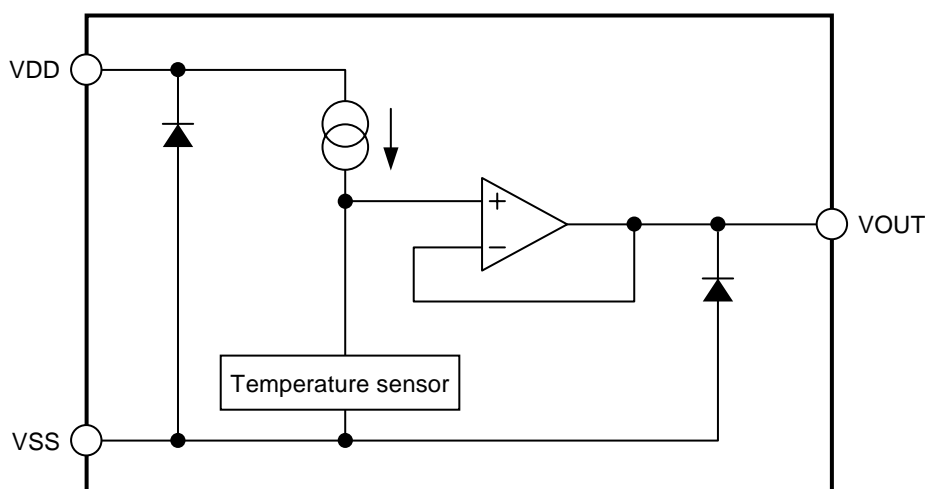 VDD
+
VOUT
−
Temperature sensor
VSS